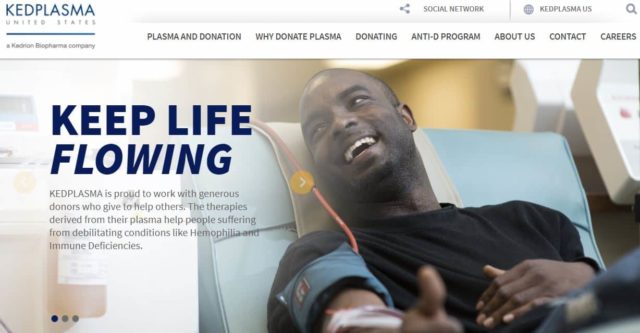 KEDPLASMA
UNITED STATES
a Kedrion Biopharma company
SOCIAL NETWORK
KEDPLASMA US
PLASMA AND DONATION
WHY DONATE PLASMA
DONATING
ANTI-D PROGRAM
ABOUT US
CONTACT
CAREERS
KEEP LIFE
FLOWING
KEDPLASMA is proud to work with generous
donors who give to help others. The therapies
derived from their plasma help people suffering
from debilitating conditions like Hemophilia and
Immune Deficiencies.